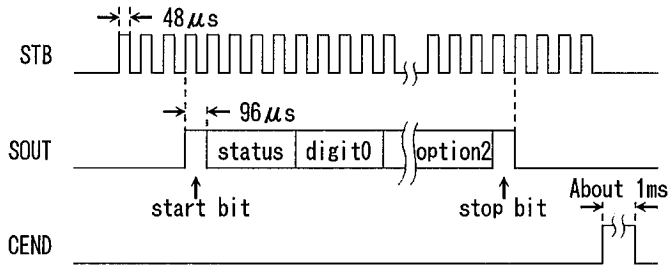 48μs
STB
96μs
SOUT status digit0 option2
start bit stop bit About 1ms
CEND